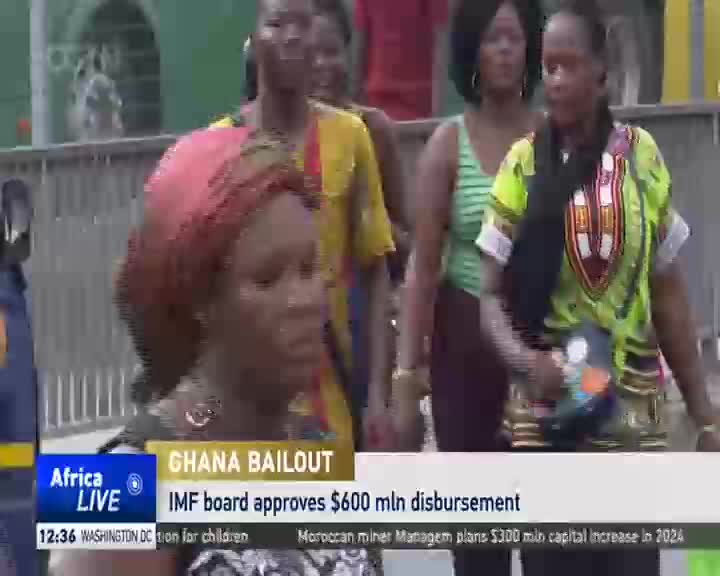 GHANA BAILOUT
Africa
LIVE
IMF board approves $600 mln disbursement
12:36 WASHINGTON DC
tion for children Moroccan miner Managem plans $300 mln capital increase in 2024